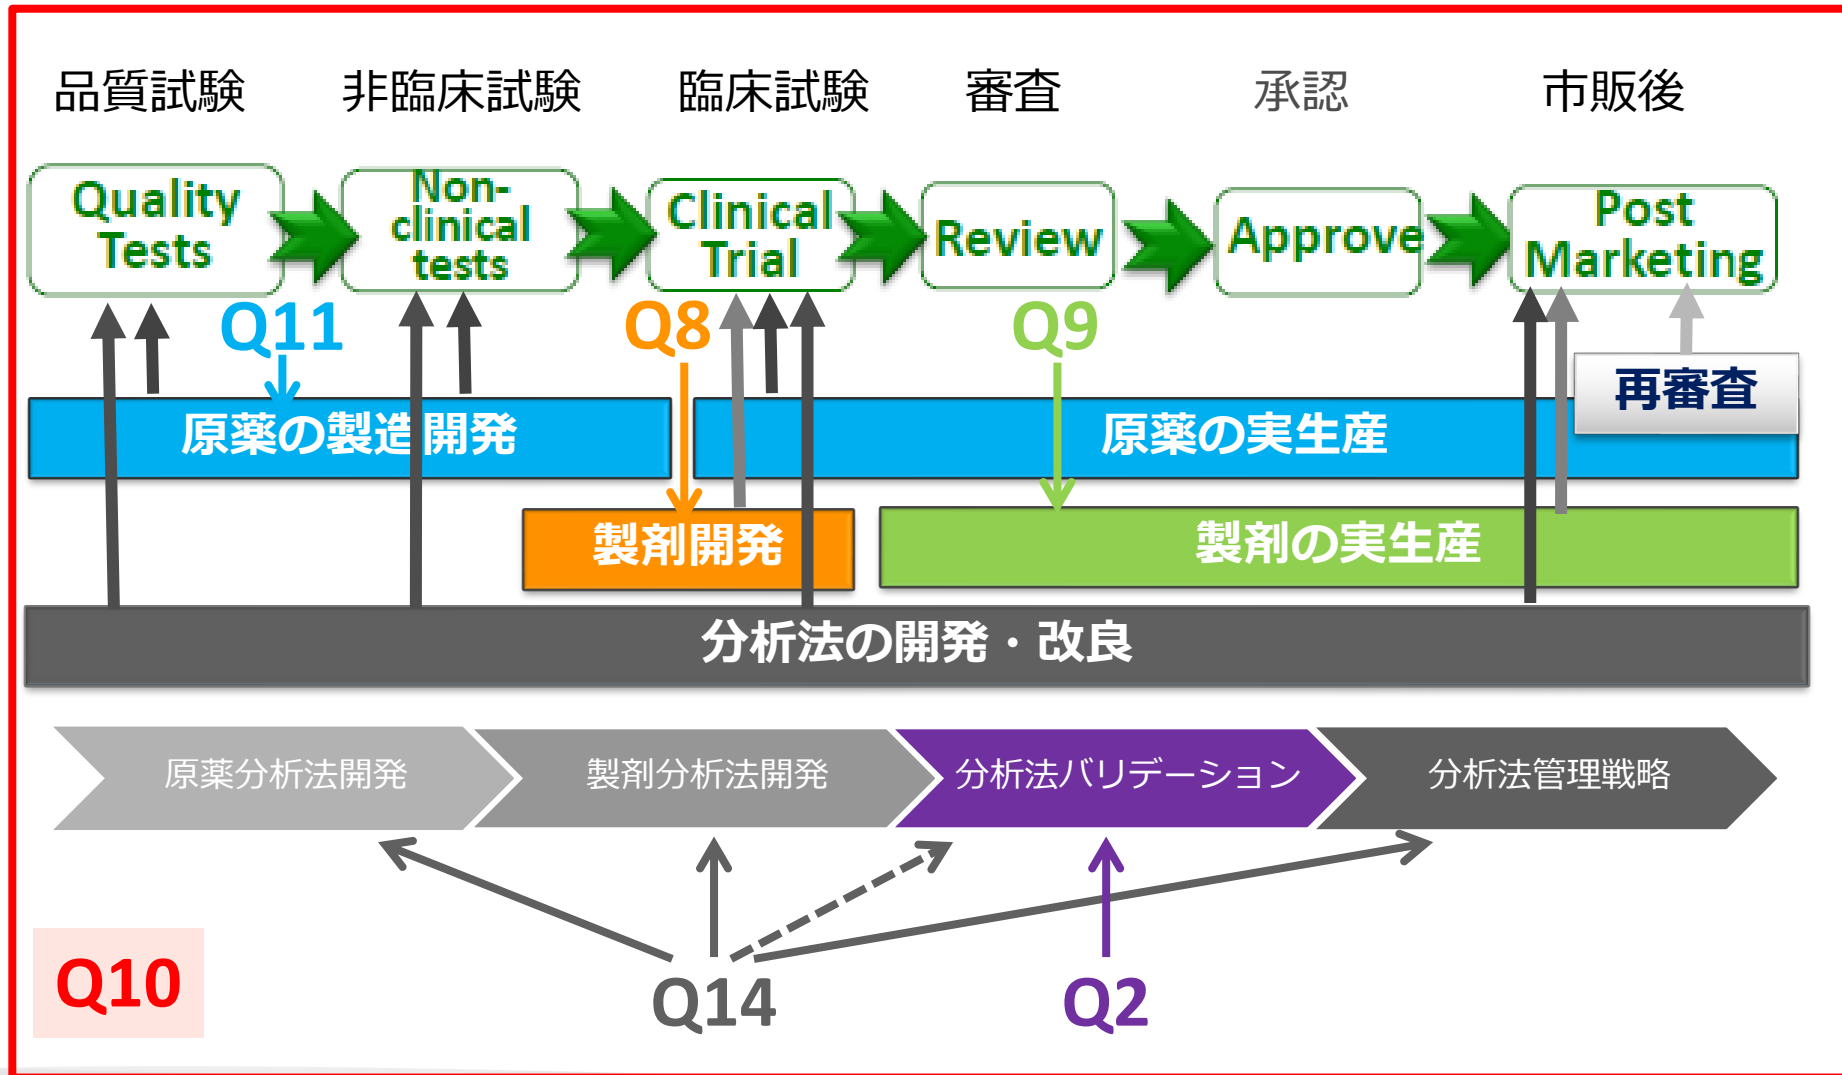 品質試験 非臨床試験 臨床試験 審査 承認 市販後
Quality
Tests
Non-
clinical
tests
Clinical
Trial
Review
Approve
Post
Marketing
Q11
Q8
Q9
再審査
原薬の製造開発
原薬の実生産
製剤開発
製剤の実生産
分析法の開発・改良
原薬分析法開発
製剤分析法開発
分析法バリデーション
分析法管理戦略
Q10
Q14
Q2